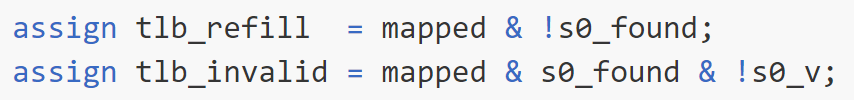 assign tlb_refill  = mapped & !s0_found;
assign tlb_invalid = mapped & s0_found & !s0_v;